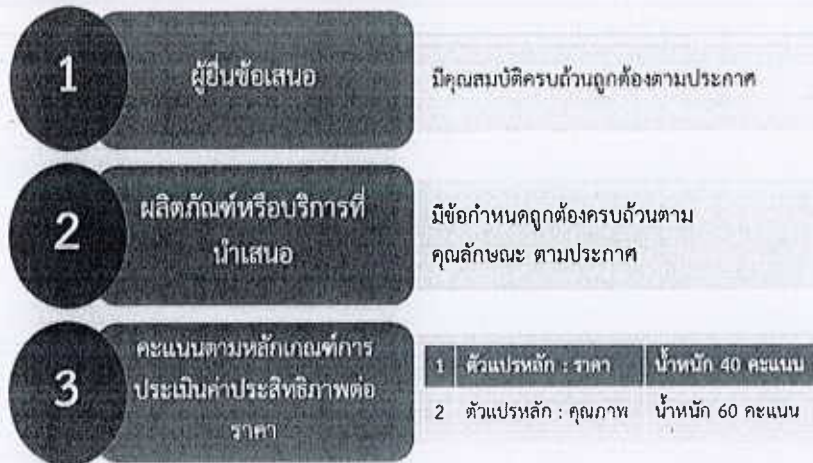 1
ผู้ยื่นข้อเสนอ
มีคุณสมบัติครบถ้วนถูกต้องตามประกาศ
2
ผลิตภัณฑ์หรือบริการที่
นำเสนอ
มีข้อกำหนดถูกต้องครบถ้วนตาม
คุณลักษณะ ตามประกาศ
3
คะแนนตามหลักเกณฑ์การ
ประเมินค่าประสิทธิภาพต่อ
ราคา
1 ตัวแปรหลัก : ราคา น้ำหนัก 40 คะแนน
2 ตัวแปรหลัก : คุณภาพ น้ำหนัก 60 คะแนน